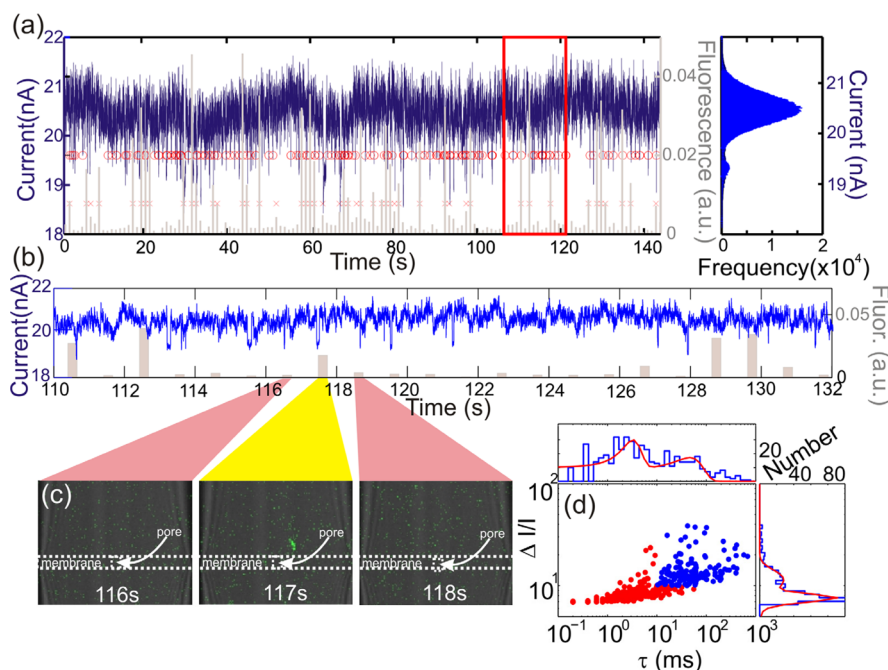 (a)
22
21
20
19
18
Current(nA)
0 20 40 60 80 100 120 140
Time (s)
0.04
0.02
0
Fluorescence (a.u.)
21
20
19
Current (nA)
0 1 2
Frequency(x10⁴)
(b)
22
20
18
Current(nA)
110 112 114 116 118 120 122 124 126 128 130 132
Time (s)
0.05
0
Fluor. (a.u.)
(c)
pore
membrane
116s
pore
membrane
117s
pore
membrane
118s
(d)
20
Number
40 80
2
10
10¹
Δ I/I
10⁻¹ 10⁰ 10¹ 10² 10³
τ (ms)